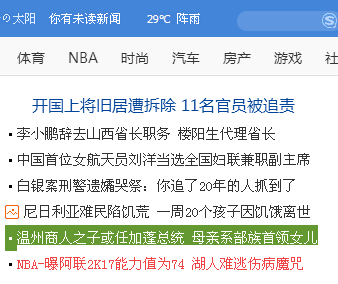 の太阳 你有未读新闻 29℃ 阵雨
体育 NBA 时尚 汽车 房产 游戏 社
开国上将旧居遭拆除 11名官员被追责
李小鹏辞去山西省长职务 楼阳生代理省长
中国首位女航天员刘洋当选全国妇联兼职副主席
白银案刑警遗孀哭祭：你追了20年的人抓到了
尼日利亚难民陷饥荒 一周20个孩子因饥饿离世
温州商人之子或任加蓬总统 母亲系部族首领女儿
NBA-曝阿联2K17能力值为74 湖人难逃伤病魔咒